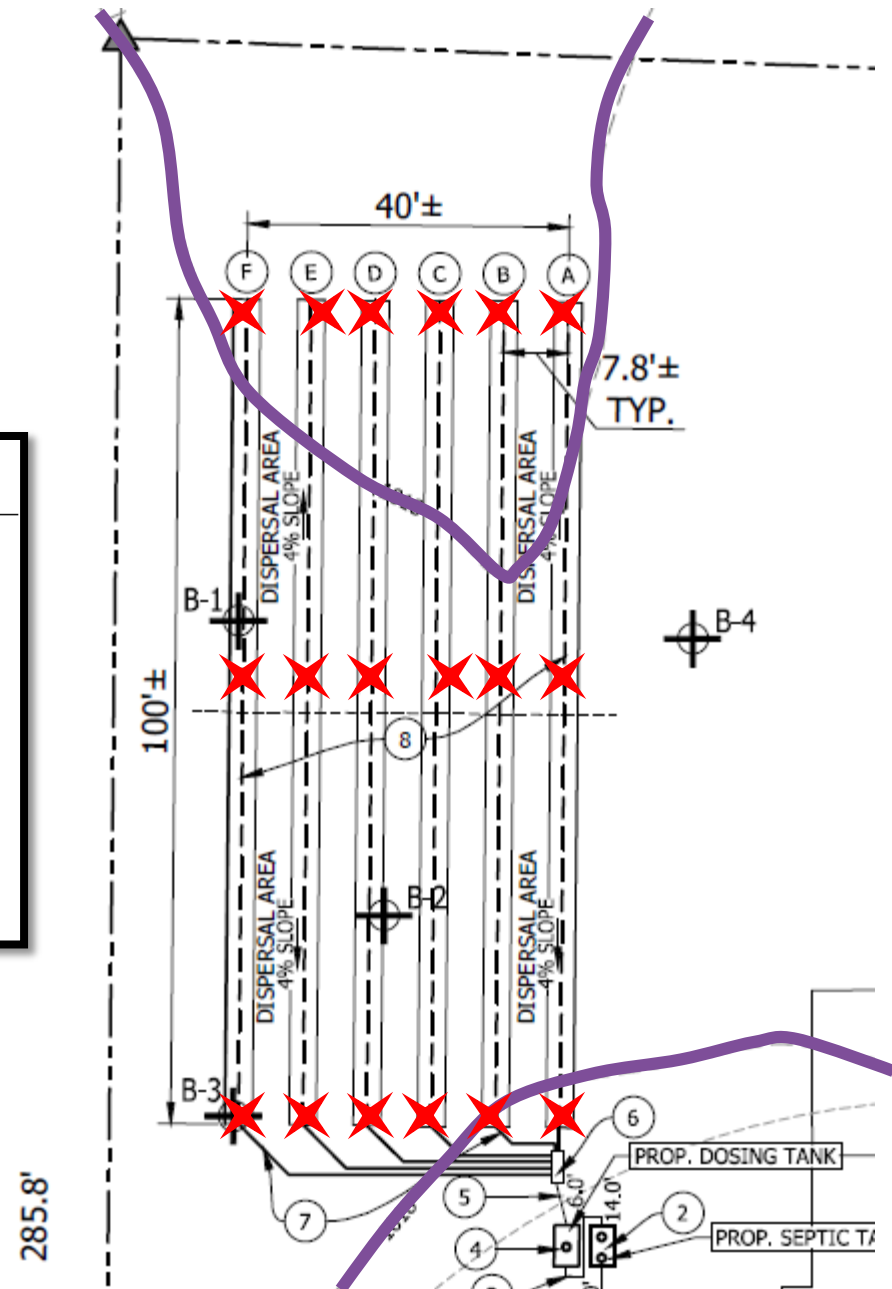 40'±
F E D C B A
7.8'±
TYP.
DISPERSAL AREA
4% SLOPE
DISPERSAL AREA
4% SLOPE
B-1
B-4
100'±
8
DISPERSAL AREA
4% SLOPE
DISPERSAL AREA
4% SLOPE
B-2
B-3
6
PROP. DOSING TANK
285.8'
5
6.0'
14.0'
7
2
4
PROP. SEPTIC TA